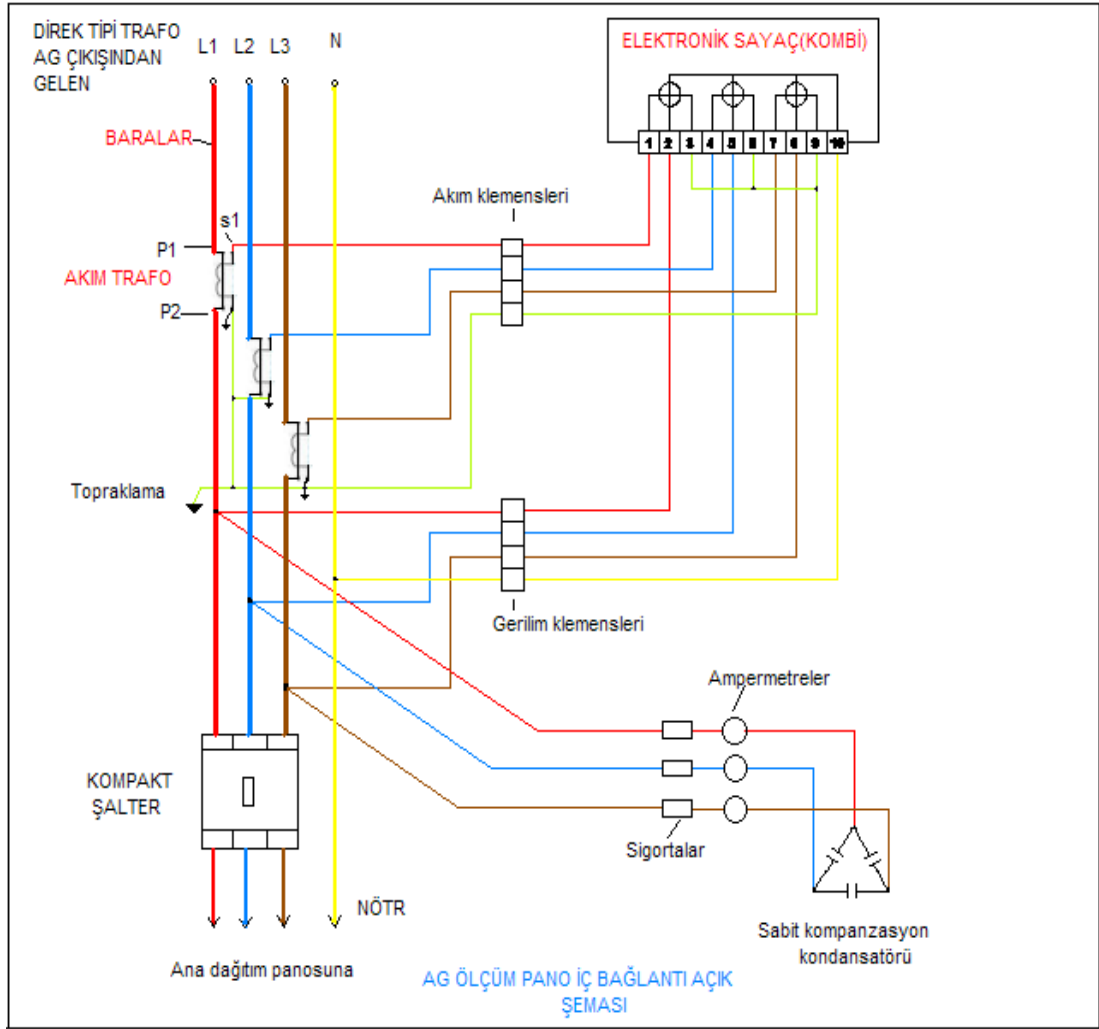 DİREK TİPİ TRAFO
AG ÇIKIŞINDAN
GELEN
L1 L2 L3 N
ELEKTRONİK SAYAÇ(KOMBİ)
BARALAR
1 2 3 4 5 6 7 8 9 10
Akım klemensleri
s1
P1
AKIM TRAFO
P2
Topraklama
Gerilim klemensleri
Ampermetreler
KOMPAKT
ŞALTER
Sigortalar
NÖTR
Sabit kompanzasyon
kondansatörü
Ana dağıtım panosuna
AG ÖLÇÜM PANO İÇ BAĞLANTI AÇIK
ŞEMASI